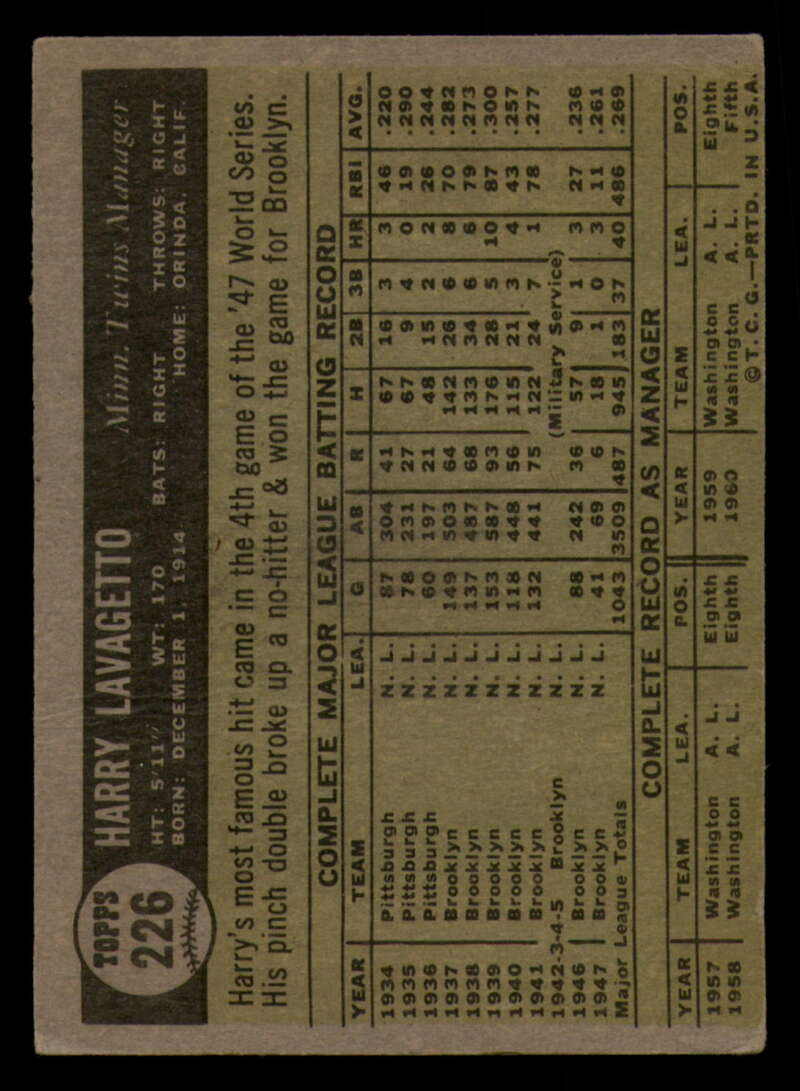 TOPPS
226
HARRY LAVAGETTO Minn. Twins Manager
HT: 5'11" WT: 170 BATS: RIGHT THROWS: RIGHT
BORN: DECEMBER 1, 1914 HOME: ORINDA, CALIF.
Harry's most famous hit came in the 4th game of the '47 World Series.
His pinch double broke up a no-hitter & won the game for Brooklyn.
COMPLETE MAJOR LEAGUE BATTING RECORD
YEAR TEAM LEA. G AB R H 2B 3B HR RBI AVG.
1934 Pittsburgh N. L. 87 304 41 67 16 3 3 46 .220
1935 Pittsburgh N. L. 78 231 27 67 9 4 0 19 .290
1936 Pittsburgh N. L. 60 197 21 48 15 2 2 26 .244
1937 Brooklyn N. L. 149 503 64 142 26 6 8 70 .282
1938 Brooklyn N. L. 137 487 68 133 34 6 6 79 .273
1939 Brooklyn N. L. 153 587 93 176 28 5 10 87 .300
1940 Brooklyn N. L. 118 448 56 115 21 3 4 43 .257
1941 Brooklyn N. L. 132 441 75 122 24 7 1 78 .277
1942-3-4-5 Brooklyn N. L. (Military Service)
1946 Brooklyn N. L. 88 242 36 57 9 1 3 27 .236
1947 Brooklyn N. L. 41 69 6 18 1 0 3 11 .261
Major League Totals 1043 3509 487 945 183 37 40 486 .269
COMPLETE RECORD AS MANAGER
YEAR TEAM LEA. POS. YEAR TEAM LEA. POS.
1957 Washington A. L. Eighth 1959 Washington A. L. Eighth
1958 Washington A. L. Eighth 1960 Washington A. L. Fifth
©T. C. G.—PRTD. IN U.S.A.